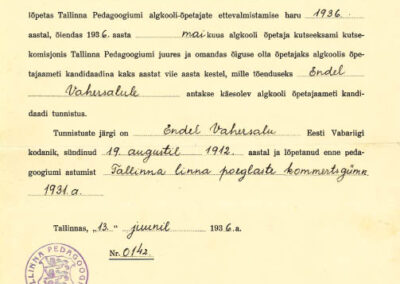 lõpetas Tallinna Pedagoogiumi algkooli-õpetajate ettevalmistamise haru 1936.
aastal, õiendas 1936. aasta mai kuus algkooli õpetaja kutseeksami kutse-
komisjonis Tallinna Pedagoogiumi juures ja omandas õiguse olla õpetajaks algkoolis õpe-
tajaameti kandidaadina kaks aastat viie aasta kestel, mille tõenduseks Endel
Vahersalule antakse käesolev algkooli õpetajaameti kandi-
daadi tunnistus.
Tunnistuste järgi on Endel Vahersalu Eesti Vabariigi
kodanik, sündinud 19. augustil 1912. aastal ja lõpetanud enne peda-
googiumi astumist Tallinna linna poeglaste kommertsgümn.
1931.a.
Tallinnas, "13." juunil 1936.a.
Nr. 0142.
TALLINNA PEDAGOOG